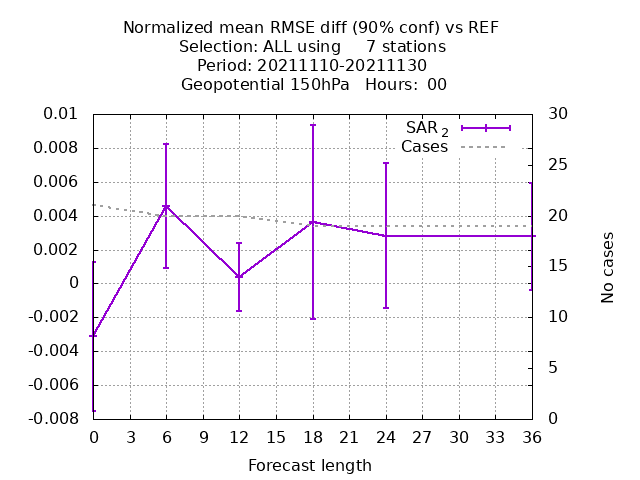 Normalized mean RMSE diff (90% conf) vs REF
Selection: ALL using     7 stations
Period: 20211110-20211130
Geopotential 150hPa   Hours:  00
0.01
0.008
0.006
0.004
0.002
0
-0.002
-0.004
-0.006
-0.008
SAR 2
Cases
30
25
20
15
10
5
0
No cases
0 3 6 9 12 15 18 21 24 27 30 33 36
Forecast length